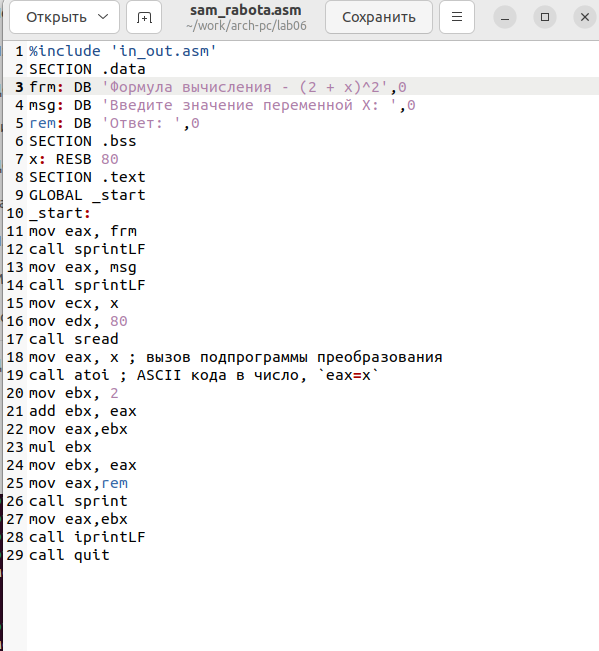 Открыть sam_rabota.asm Сохранить
~/work/arch-pc/lab06
1 %include 'in_out.asm'
2 SECTION .data
3 frm: DB 'Формула вычисления - (2 + x)^2',0
4 msg: DB 'Введите значение переменной X: ',0
5 rem: DB 'Ответ: ',0
6 SECTION .bss
7 x: RESB 80
8 SECTION .text
9 GLOBAL _start
10 _start:
11 mov eax, frm
12 call sprintLF
13 mov eax, msg
14 call sprintLF
15 mov ecx, x
16 mov edx, 80
17 call sread
18 mov eax, x ; вызов подпрограммы преобразования
19 call atoi ; ASCII кода в число, `eax=x`
20 mov ebx, 2
21 add ebx, eax
22 mov eax,ebx
23 mul ebx
24 mov ebx, eax
25 mov eax,rem
26 call sprint
27 mov eax,ebx
28 call iprintLF
29 call quit